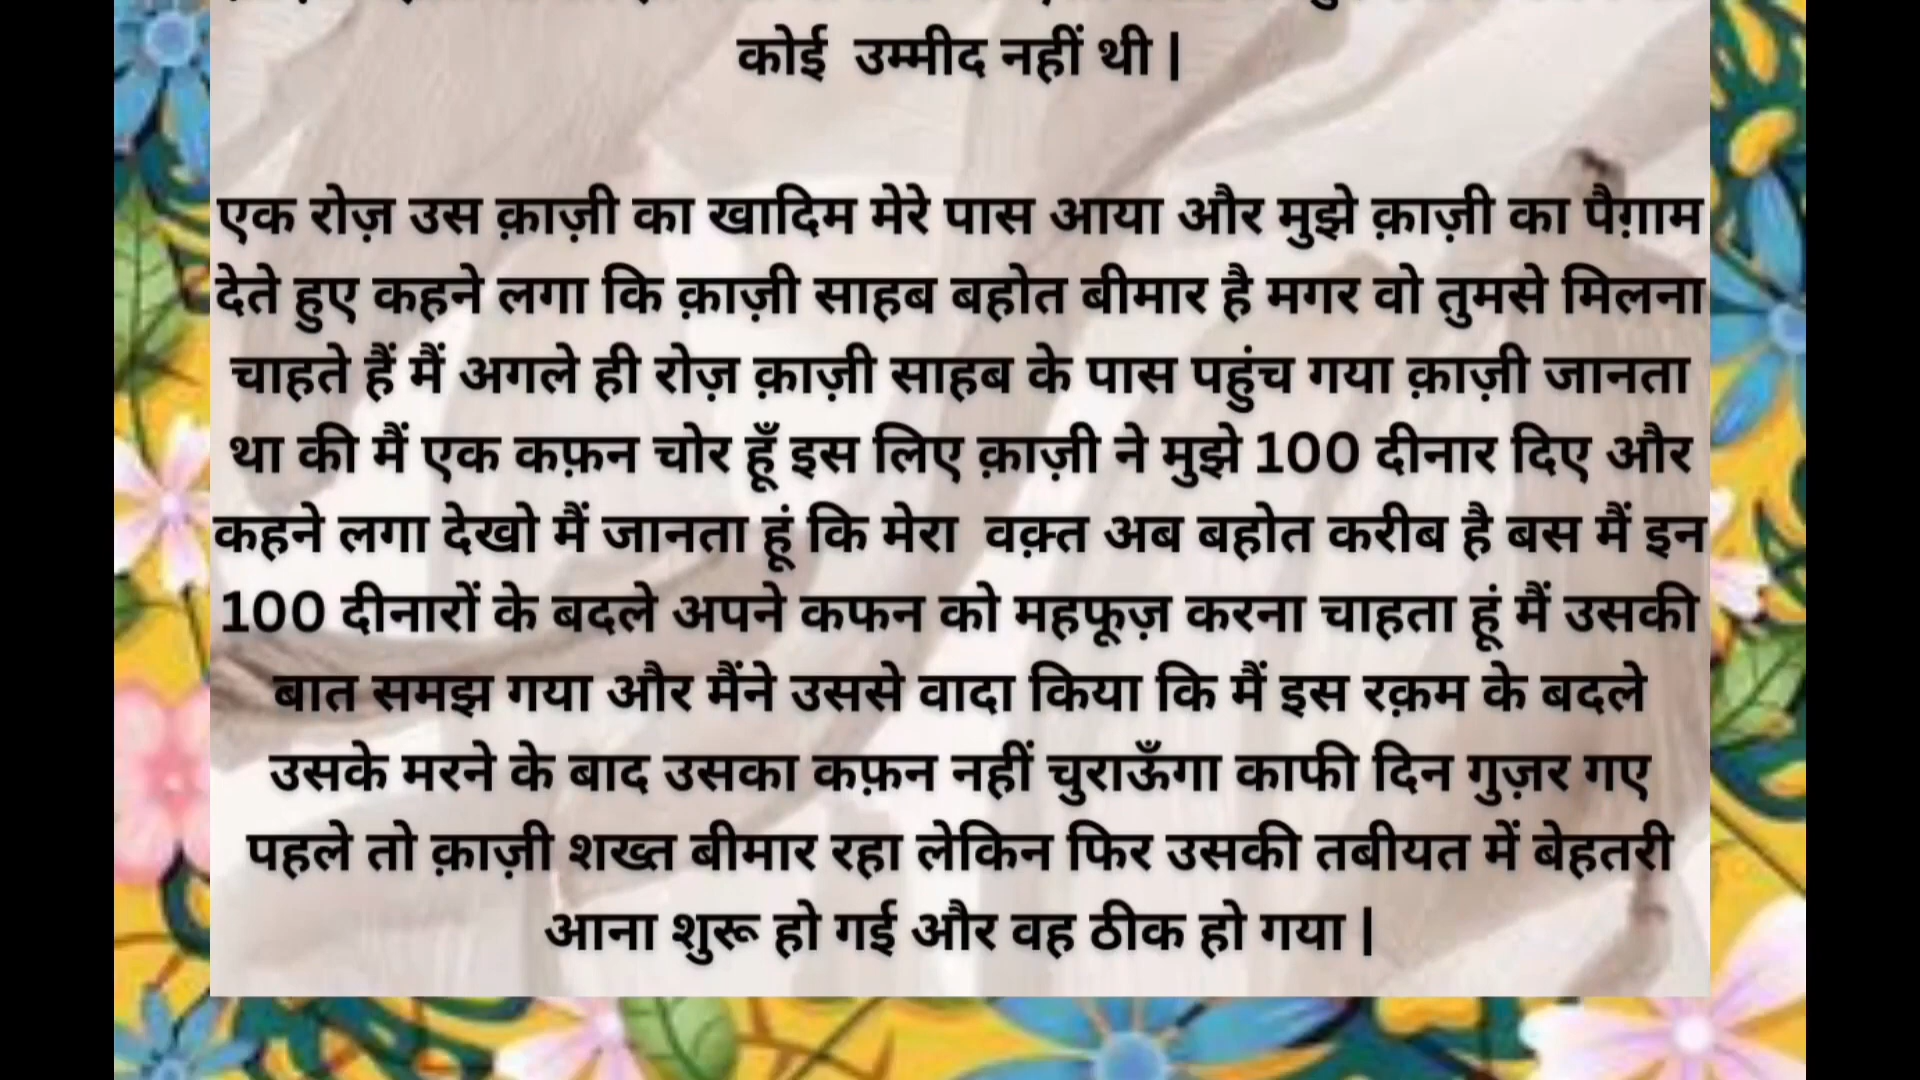 कोई  उम्मीद नहीं थी |
एक रोज़ उस क़ाज़ी का खादिम मेरे पास आया और मुझे क़ाज़ी का पैग़ाम
देते हुए कहने लगा कि क़ाज़ी साहब बहोत बीमार है मगर वो तुमसे मिलना
चाहते हैं मैं अगले ही रोज़ क़ाज़ी साहब के पास पहुंच गया क़ाज़ी जानता
था की मैं एक कफ़न चोर हूँ इस लिए क़ाज़ी ने मुझे 100 दीनार दिए और
कहने लगा देखो मैं जानता हूं कि मेरा  वक़्त अब बहोत करीब है बस मैं इन
100 दीनारों के बदले अपने कफन को महफूज़ करना चाहता हूं मैं उसकी
बात समझ गया और मैंने उससे वादा किया कि मैं इस रक़म के बदले
उसके मरने के बाद उसका कफ़न नहीं चुराऊँगा काफी दिन गुज़र गए
पहले तो क़ाज़ी शख्त बीमार रहा लेकिन फिर उसकी तबीयत में बेहतरी
आना शुरू हो गई और वह ठीक हो गया |